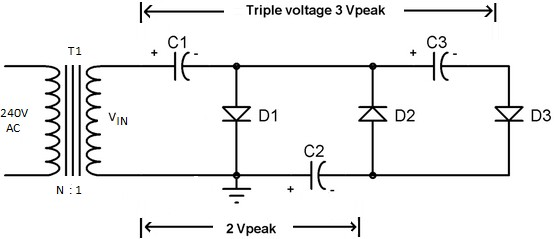 Triple voltage 3 Vpeak
T1
+ C1 -
+ C3 -
240V
AC
VIN
D1
D2
D3
C2
+ -
N : 1
2 Vpeak